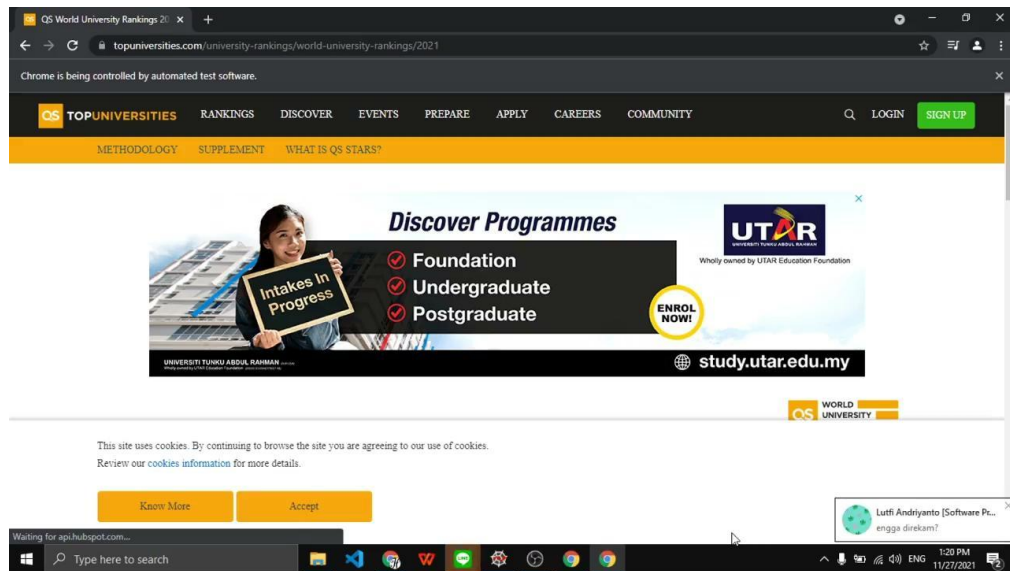 QS World University Rankings 20
topuniversities.com/university-rankings/world-university-rankings/2021
Chrome is being controlled by automated test software.
QS TOPUNIVERSITIES RANKINGS DISCOVER EVENTS PREPARE APPLY CAREERS COMMUNITY LOGIN SIGN UP
METHODOLOGY SUPPLEMENT WHAT IS QS STARS?
Discover Programmes
Foundation
Undergraduate
Postgraduate
Intakes In
Progress
UTAR
UNIVERSITI TUNKU ABDUL RAHMAN
Wholly owned by UTAR Education Foundation
ENROL
NOW!
UNIVERSITI TUNKU ABDUL RAHMAN
study.utar.edu.my
QS WORLD
UNIVERSITY
This site uses cookies. By continuing to browse the site you are agreeing to our use of cookies.
Review our cookies information for more details.
Know More Accept
Lutfi Andriyanto [Software Pr...
engga direkam?
Waiting for api.hubspot.com...
Type here to search
ENG
1:20 PM
11/27/2021
2